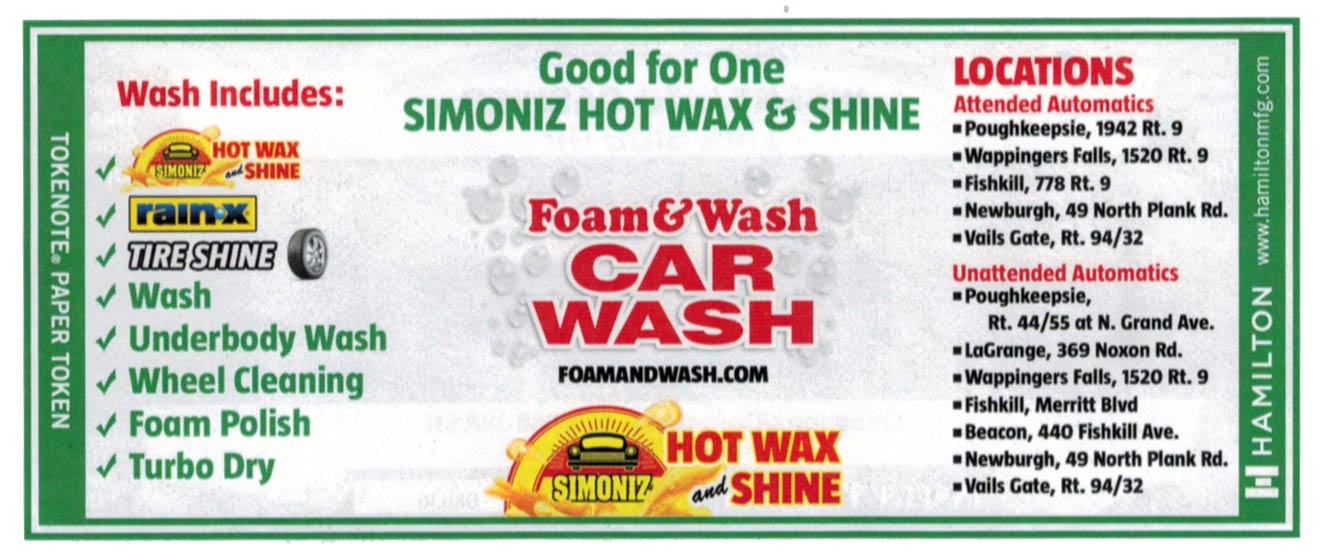 TOKENOTE® PAPER TOKEN
Wash Includes:
✓ SIMONIZ HOT WAX and SHINE
✓ rain-x
✓ TIRE SHINE
✓ Wash
✓ Underbody Wash
✓ Wheel Cleaning
✓ Foam Polish
✓ Turbo Dry
Good for One
SIMONIZ HOT WAX & SHINE
Foam & Wash
CAR
WASH
FOAMANDWASH.COM
SIMONIZ
HOT WAX
and SHINE
LOCATIONS
Attended Automatics
▪ Poughkeepsie, 1942 Rt. 9
▪ Wappingers Falls, 1520 Rt. 9
▪ Fishkill, 778 Rt. 9
▪ Newburgh, 49 North Plank Rd.
▪ Vails Gate, Rt. 94/32
Unattended Automatics
▪ Poughkeepsie,
Rt. 44/55 at N. Grand Ave.
▪ LaGrange, 369 Noxon Rd.
▪ Wappingers Falls, 1520 Rt. 9
▪ Fishkill, Merritt Blvd
▪ Beacon, 440 Fishkill Ave.
▪ Newburgh, 49 North Plank Rd.
▪ Vails Gate, Rt. 94/32
HAMILTON www.hamiltonmfg.com